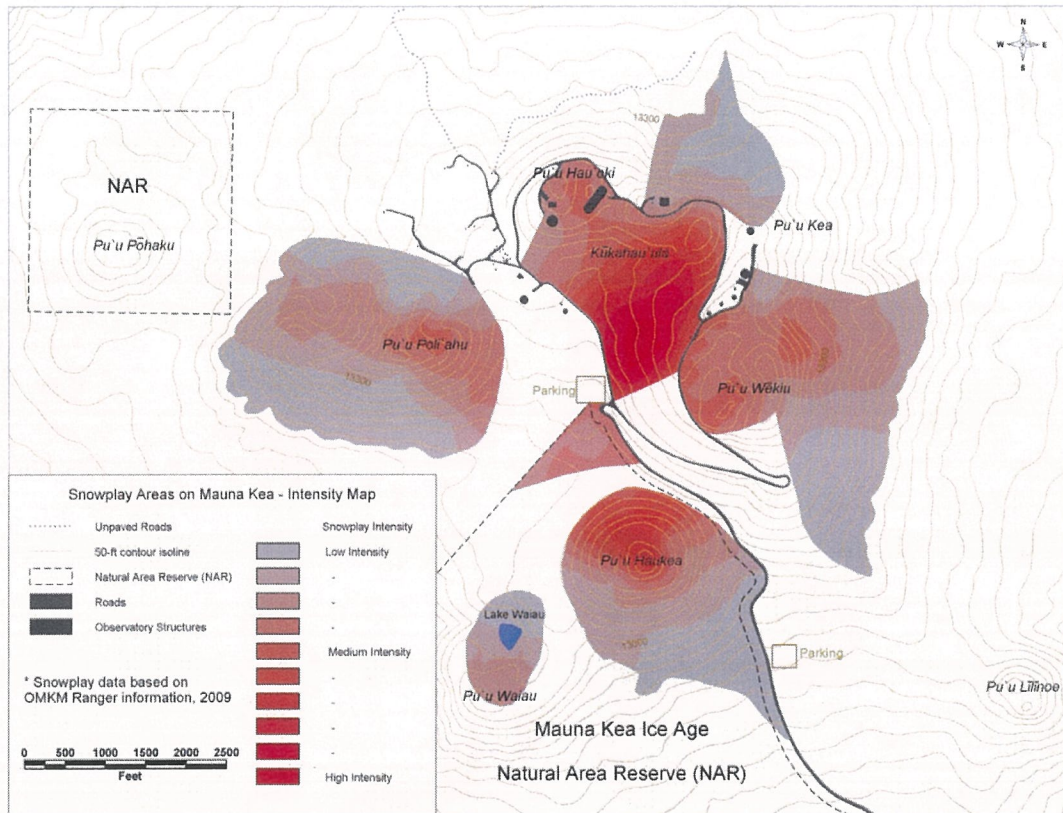 N
W E
S
13300
NAR
Pu`u Hau`oki
Pu`u Pōhaku
Pu`u Kea
Kūkahau`ula
Pu`u Poli`ahu
13300
Parking
Pu`u Wēkiu
Pu`u Haukea
Lake Waiau
13000
Parking
Pu`u Waiau
Pu`u Līlīnoe
Mauna Kea Ice Age
Natural Area Reserve (NAR)
Snowplay Areas on Mauna Kea - Intensity Map
Unpaved Roads
50-ft contour isoline
Natural Area Reserve (NAR)
Roads
Observatory Structures
* Snowplay data based on
OMKM Ranger information, 2009
0 500 1000 1500 2000 2500
Feet
Snowplay Intensity
Low Intensity
"
"
"
Medium Intensity
"
"
"
"
High Intensity